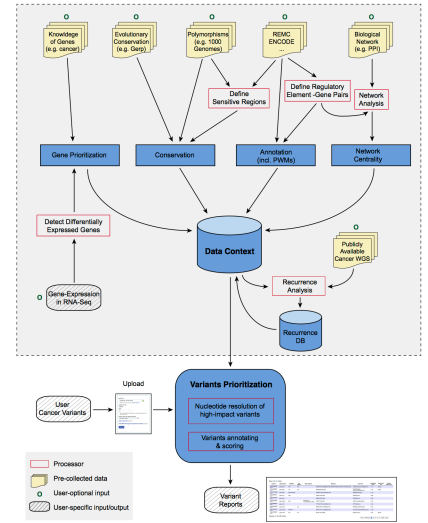 Knowldege
of Genes
(e.g. cancer)
Evolutionary
Conservation
(e.g. Gerp)
Polymorphisms
(e.g. 1000
Genomes)
REMC
ENCODE
...
Biological
Network
(e.g. PPI)
Define
Sensitive Regions
Define Regulatory
Element -Gene Pairs
Network
Analysis
Gene Prioritization
Conservation
Annotation
(incl. PWMs)
Network
Centrality
Detect Differentially
Expressed Genes
Data Context
Publicly
Available
Cancer WGS
Recurrence
Analysis
Gene-Expression
in RNA-Seq
Recurrence
DB
User
Cancer Variants
Upload
Variants Prioritization
Nucleotide resolution of
high-impact variants
Variants annotating
& scoring
Variant
Reports
Processor
Pre-collected data
User-optional input
User-specific input/output